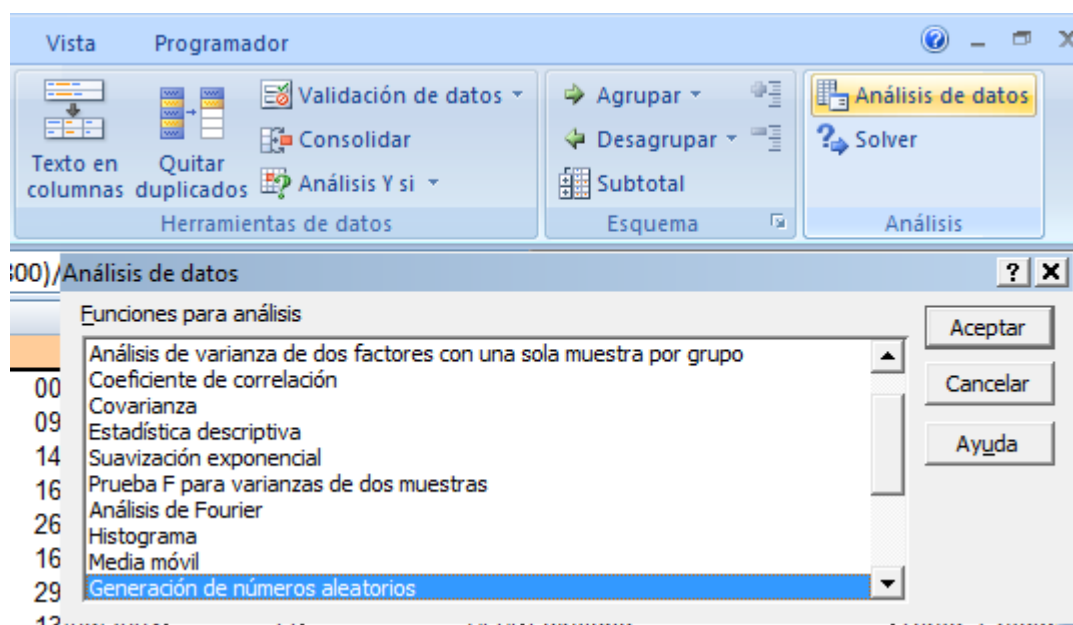 Vista Programador
Texto en columnas
Quitar duplicados
Validación de datos
Consolidar
Análisis Y si
Herramientas de datos
Agrupar
Desagrupar
Subtotal
Esquema
Análisis de datos
Solver
Análisis
00)/
Análisis de datos
Funciones para análisis
Análisis de varianza de dos factores con una sola muestra por grupo
Coeficiente de correlación
Covarianza
Estadística descriptiva
Suavización exponencial
Prueba F para varianzas de dos muestras
Análisis de Fourier
Histograma
Media móvil
Generación de números aleatorios
Aceptar
Cancelar
Ayuda
00
09
14
16
26
16
29